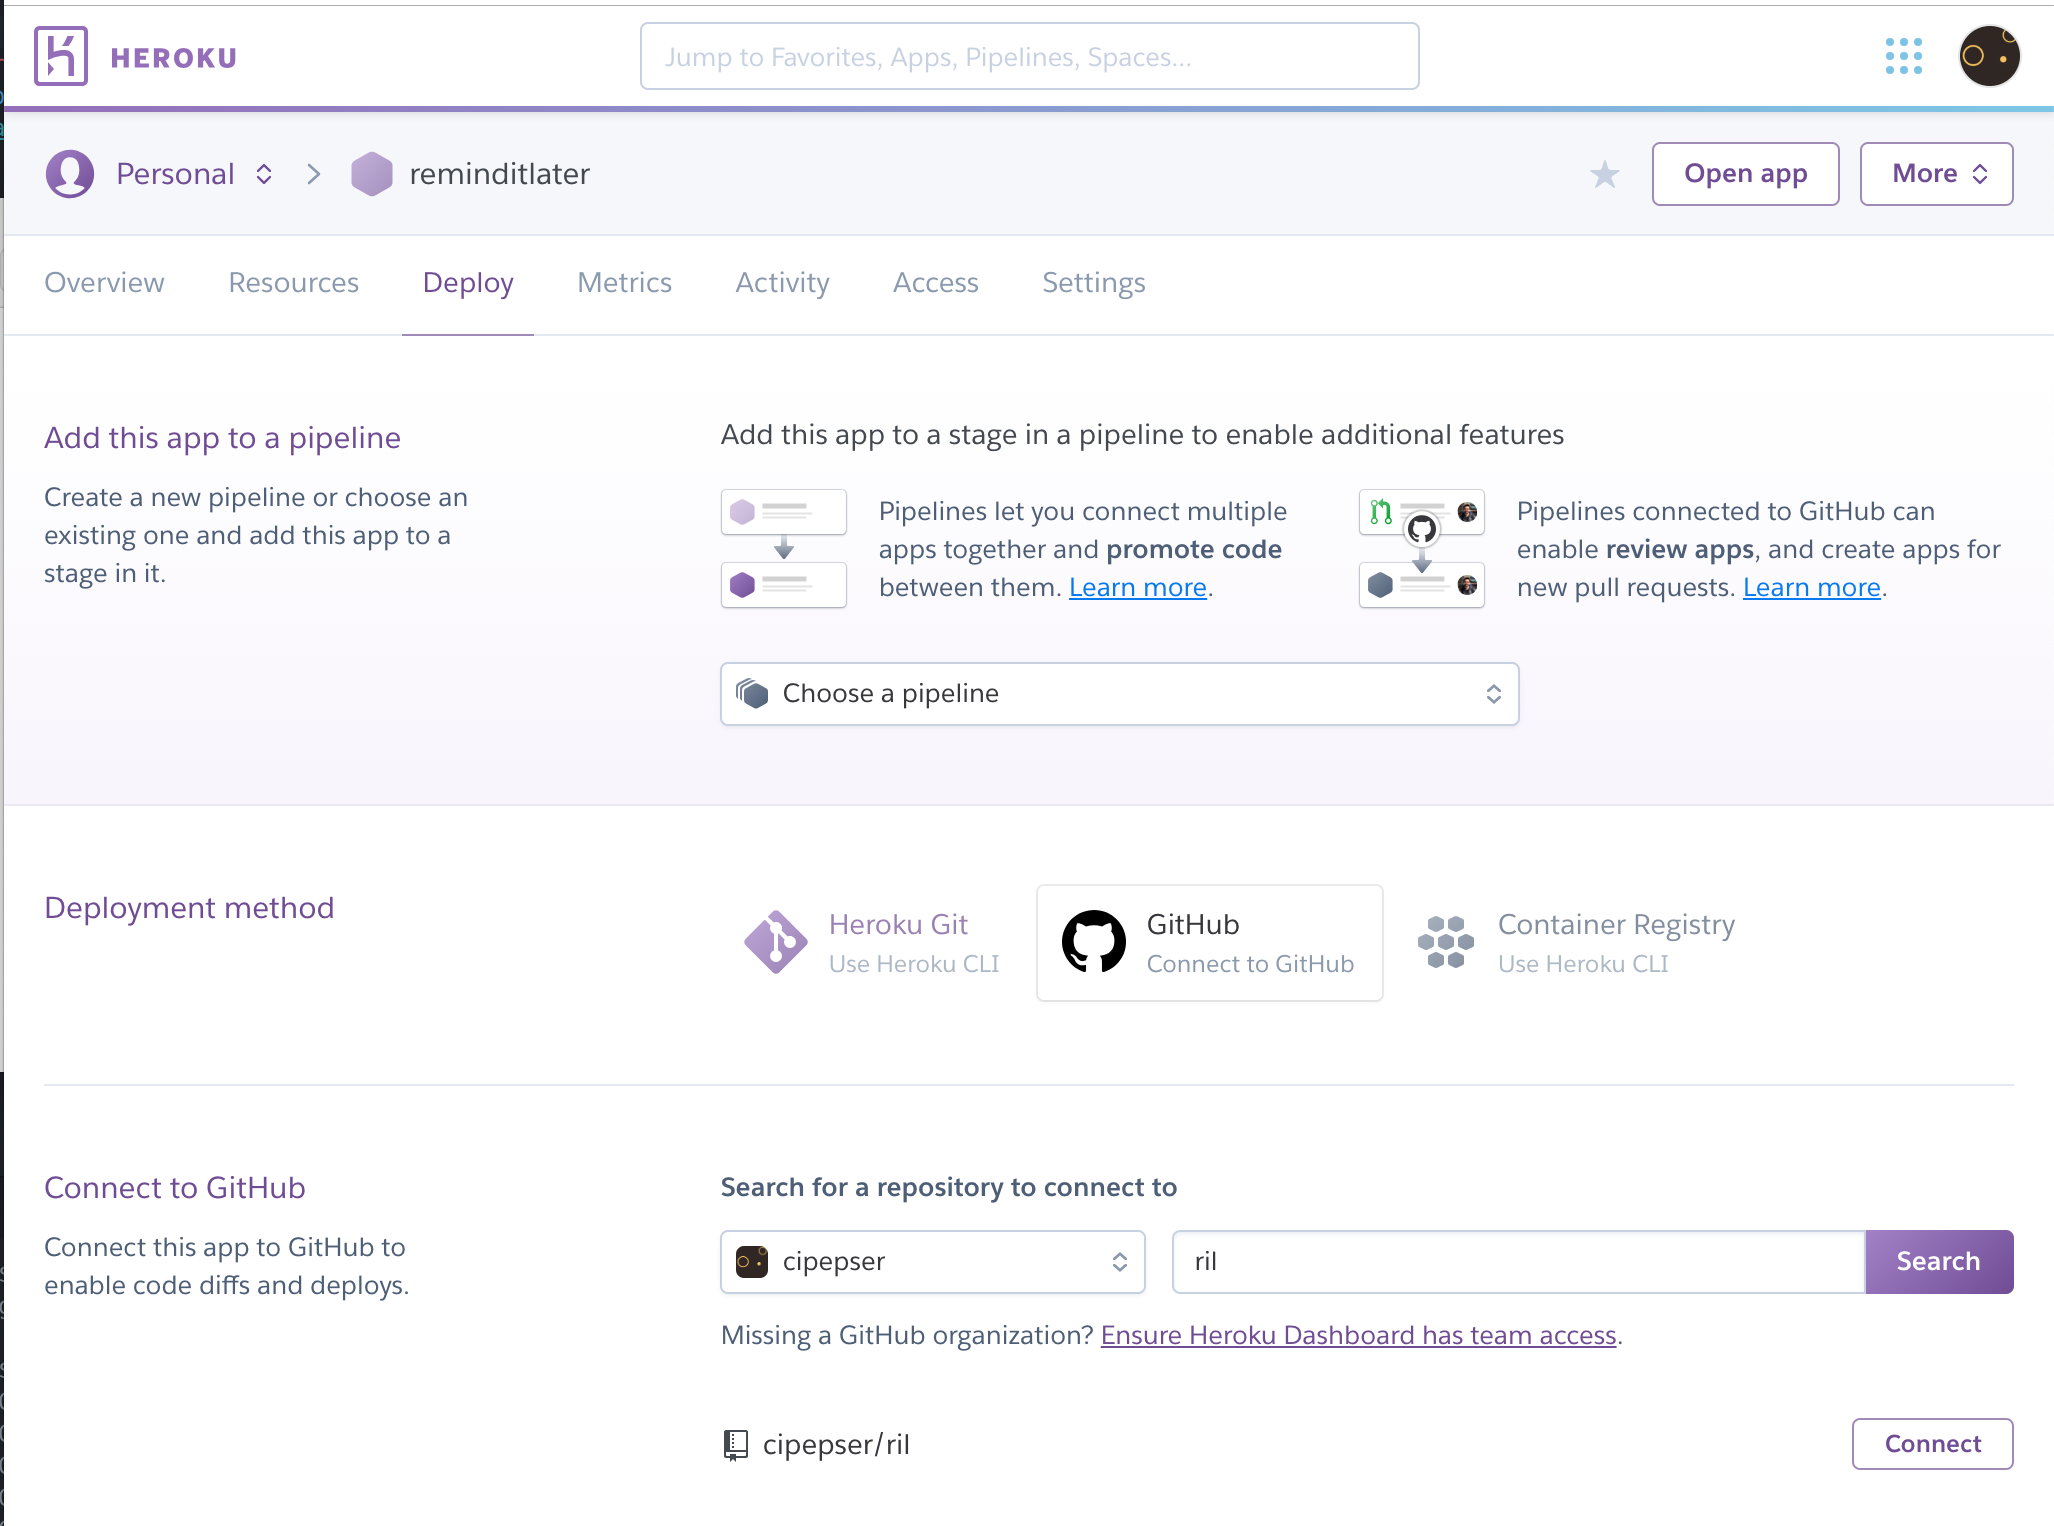 HEROKU
Jump to Favorites, Apps, Pipelines, Spaces...
Personal
reminditlater
Open app
More
Overview Resources Deploy Metrics Activity Access Settings
Add this app to a pipeline
Create a new pipeline or choose an
existing one and add this app to a
stage in it.
Add this app to a stage in a pipeline to enable additional features
Pipelines let you connect multiple
apps together and promote code
between them. Learn more.
Pipelines connected to GitHub can
enable review apps, and create apps for
new pull requests. Learn more.
Choose a pipeline
Deployment method
Heroku Git
Use Heroku CLI
GitHub
Connect to GitHub
Container Registry
Use Heroku CLI
Connect to GitHub
Connect this app to GitHub to
enable code diffs and deploys.
Search for a repository to connect to
cipepser
ril
Search
Missing a GitHub organization? Ensure Heroku Dashboard has team access.
cipepser/ril
Connect